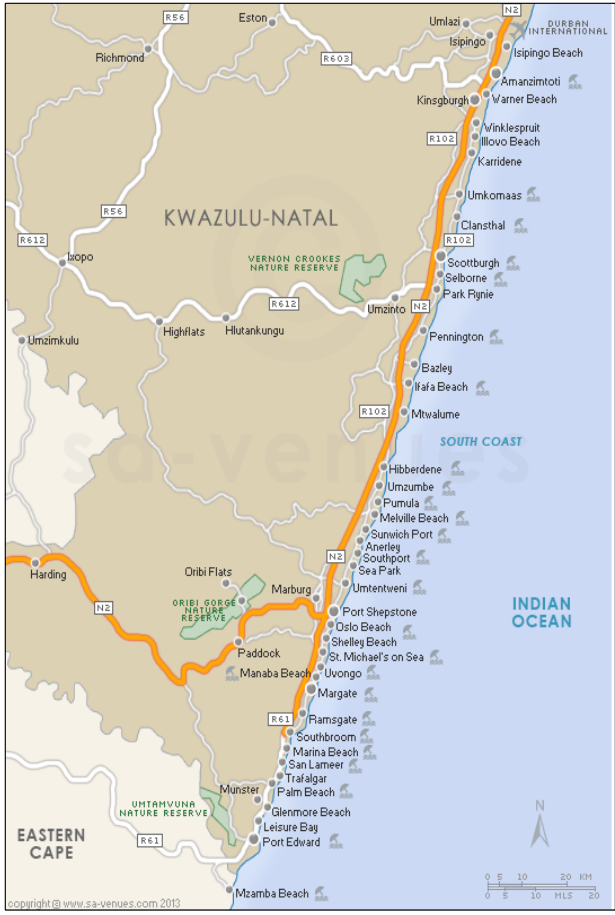 R56
Eston
Umlazi
N2
DURBAN
INTERNATIONAL
Isipingo
Isipingo Beach
Richmond
R603
Amanzimtoti
Kinsgburgh
Warner Beach
Winklespruit
R102
Illovo Beach
Karridene
Umkomaas
R56
KWAZULU-NATAL
Clansthal
R612
R102
Ixopo
VERNON CROOKES
NATURE RESERVE
Scottburgh
Selborne
Park Rynie
R612
Umzinto
N2
Highflats
Hlutankungu
Umzimkulu
Pennington
Bazley
Ifafa Beach
R102
Mtwalume
sa-venues
SOUTH COAST
Hibberdene
Umzumbe
Pumula
Melville Beach
Sunwich Port
Anerley
Southport
N2
Sea Park
Harding
Oribi Flats
Marburg
Umtentweni
ORIBI GORGE
NATURE
RESERVE
N2
Port Shepstone
INDIAN
OCEAN
Oslo Beach
Paddock
Shelley Beach
St. Michael's on Sea
Manaba Beach
Uvongo
Margate
R61
Ramsgate
Southbroom
Marina Beach
San Lameer
Trafalgar
Munster
Palm Beach
UMTAMVUNA
NATURE RESERVE
Glenmore Beach
Leisure Bay
EASTERN
CAPE
R61
Port Edward
N
Mzamba Beach
0 5 10 20 KM
0 5 10 MLS 20
copyright @ www.sa-venues.com 2013